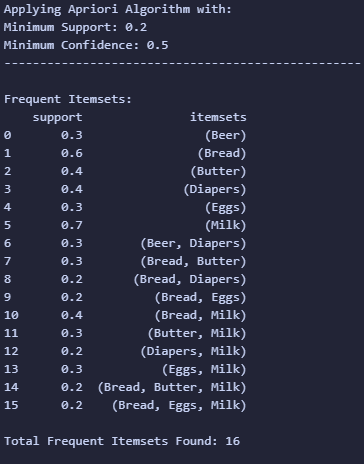 Applying Apriori Algorithm with:
Minimum Support: 0.2
Minimum Confidence: 0.5
--------------------------------------------------
Frequent Itemsets:
    support               itemsets
0       0.3                 (Beer)
1       0.6                (Bread)
2       0.4               (Butter)
3       0.4              (Diapers)
4       0.3                 (Eggs)
5       0.7                 (Milk)
6       0.3        (Beer, Diapers)
7       0.3        (Bread, Butter)
8       0.2       (Bread, Diapers)
9       0.2          (Bread, Eggs)
10      0.4          (Bread, Milk)
11      0.3         (Butter, Milk)
12      0.2        (Diapers, Milk)
13      0.3           (Eggs, Milk)
14      0.2  (Bread, Butter, Milk)
15      0.2    (Bread, Eggs, Milk)
Total Frequent Itemsets Found: 16